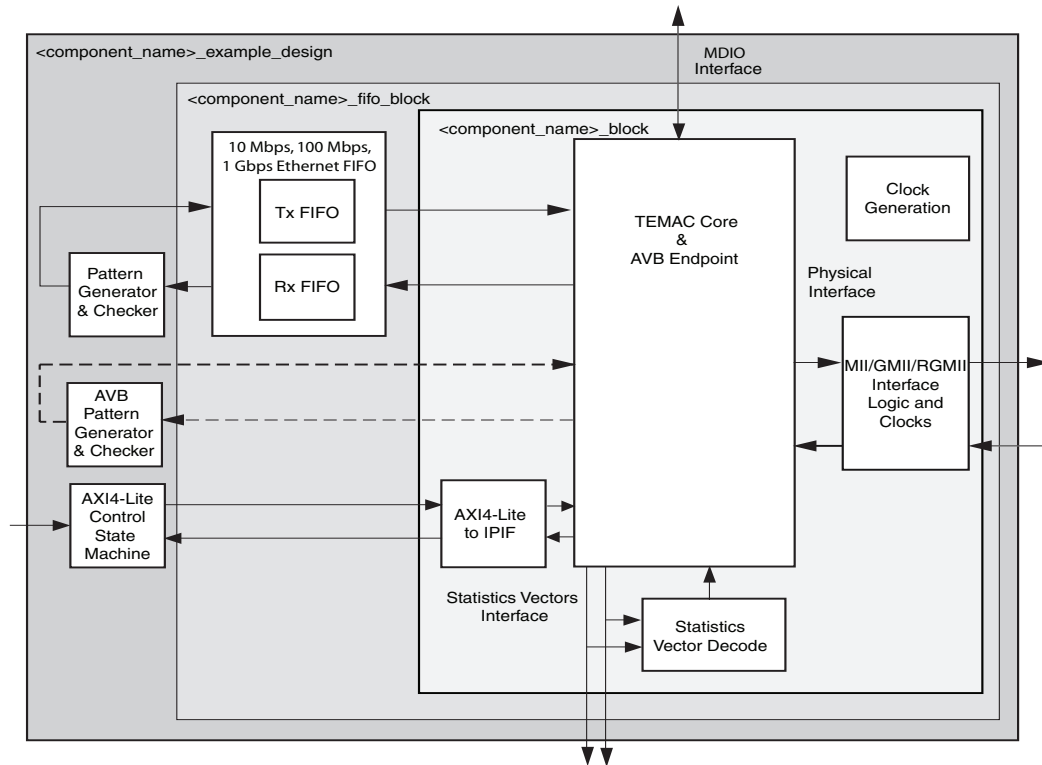 <component_name>_example_design
MDIO
Interface
<component_name>_fifo_block
<component_name>_block
10 Mbps, 100 Mbps,
1 Gbps Ethernet FIFO
Tx FIFO
Rx FIFO
Pattern
Generator
& Checker
TEMAC Core
&
AVB Endpoint
Clock
Generation
Physical
Interface
MII/GMII/RGMII
Interface
Logic and
Clocks
AVB
Pattern
Generator
& Checker
AXI4-Lite
Control
State
Machine
AXI4-Lite
to IPIF
Statistics Vectors
Interface
Statistics
Vector Decode